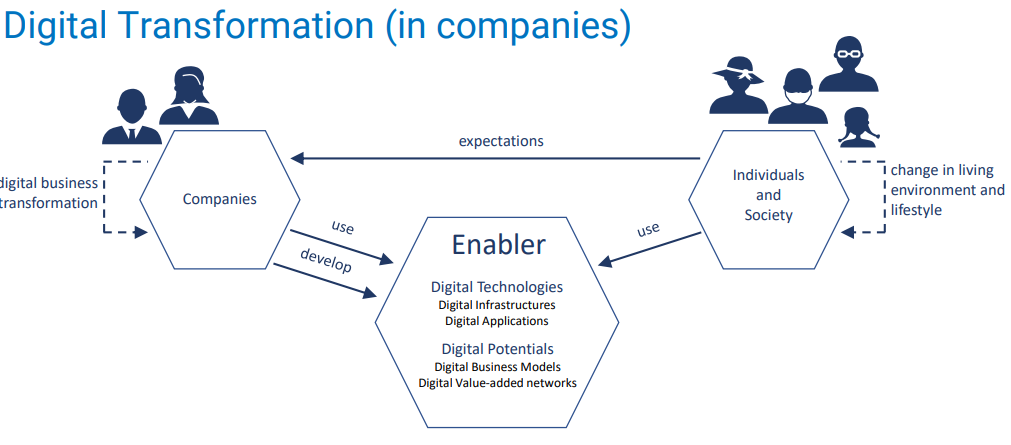 Digital Transformation (in companies)
expectations
digital business
transformation
Companies
Individuals
and
Society
change in living
environment and
lifestyle
use
develop
use
Enabler
Digital Technologies
Digital Infrastructures
Digital Applications
Digital Potentials
Digital Business Models
Digital Value-added networks